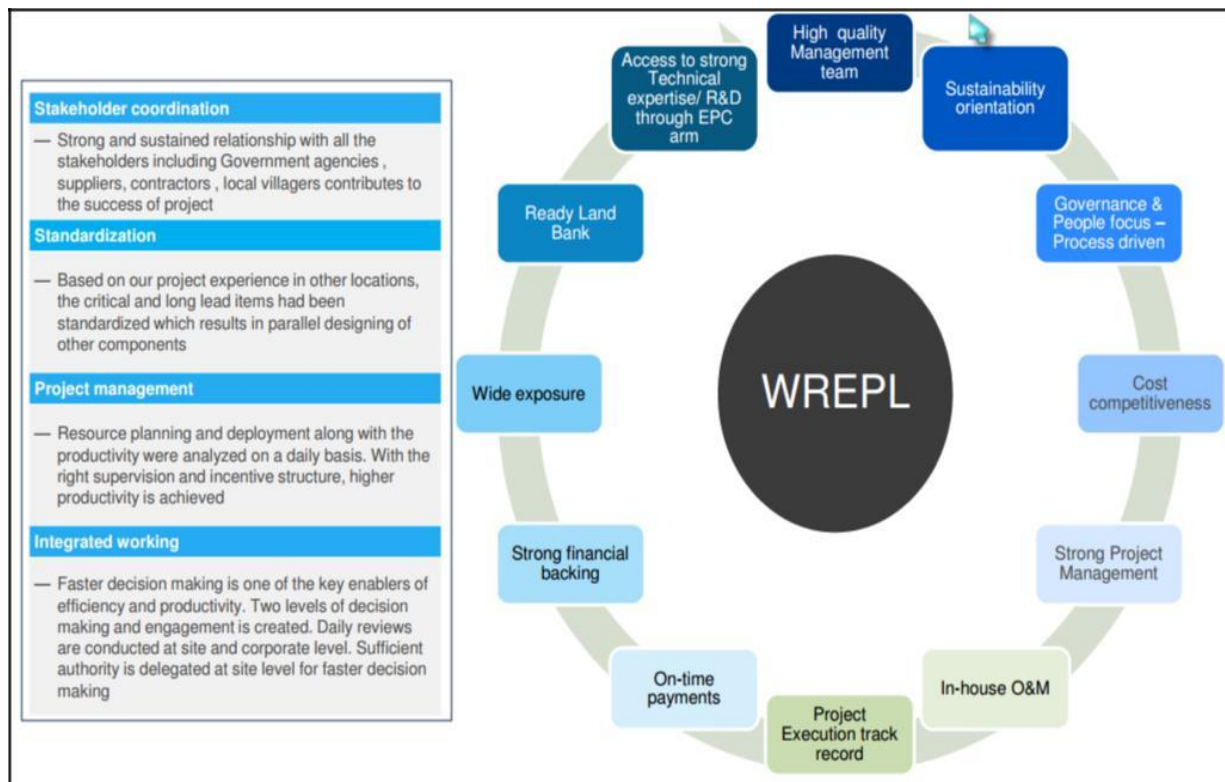 Stakeholder coordination
— Strong and sustained relationship with all the
stakeholders including Government agencies ,
suppliers, contractors , local villagers contributes to
the success of project
Standardization
— Based on our project experience in other locations,
the critical and long lead items had been
standardized which results in parallel designing of
other components
Project management
— Resource planning and deployment along with the
productivity were analyzed on a daily basis. With the
right supervision and incentive structure, higher
productivity is achieved
Integrated working
— Faster decision making is one of the key enablers of
efficiency and productivity. Two levels of decision
making and engagement is created. Daily reviews
are conducted at site and corporate level. Sufficient
authority is delegated at site level for faster decision
making
High quality
Management
team
Sustainability
orientation
Governance &
People focus –
Process driven
Cost
competitiveness
Strong Project
Management
In-house O&M
Project
Execution track
record
On-time
payments
Strong financial
backing
Wide exposure
Ready Land
Bank
Access to strong
Technical
expertise/ R&D
through EPC
arm
WREPL